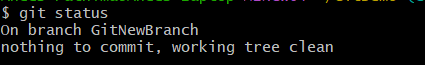 $ git status
On branch GitNewBranch
nothing to commit, working tree clean